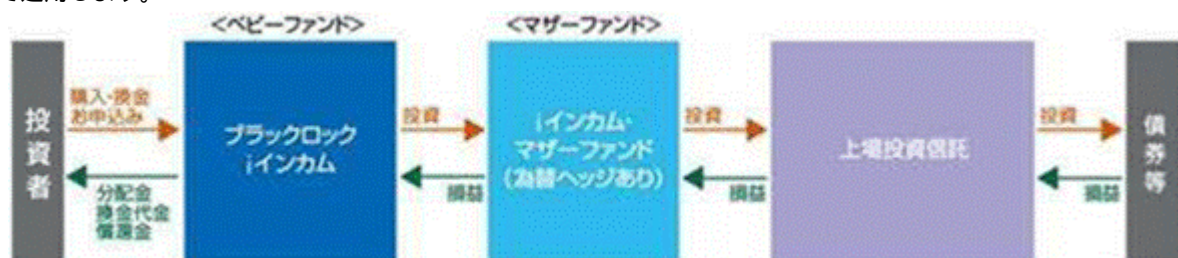 で運用します。
<ベビーファンド>
<マザーファンド>
投資者
購入・換金
お申込み
分配金
換金代金
償還金
ブラックロック
iインカム
投資
損益
iインカム・
マザーファンド
(為替ヘッジあり)
投資
損益
上場投資信託
投資
損益
債券等